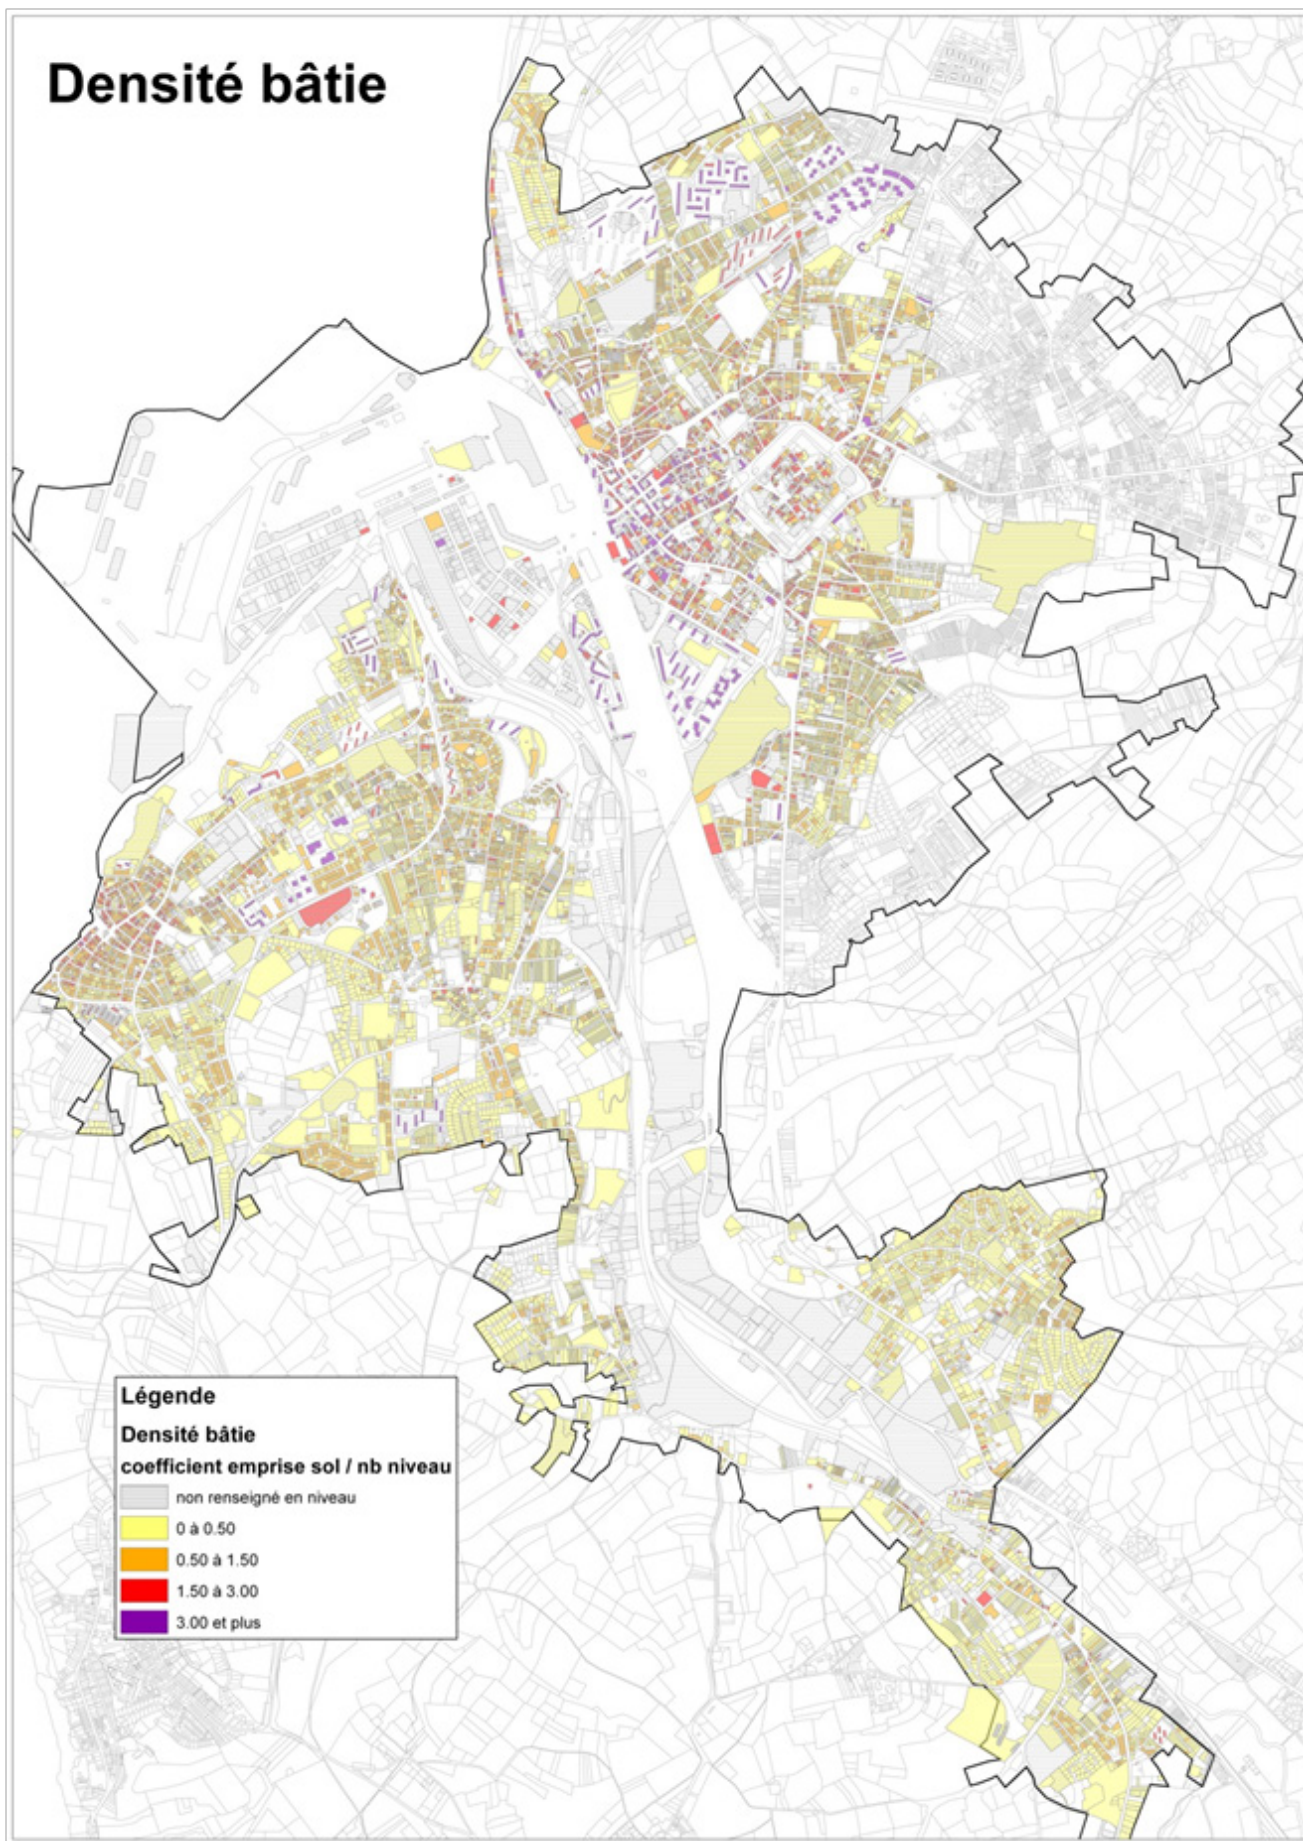 Densité bâtie
Légende
Densité bâtie
coefficient emprise sol / nb niveau
non renseigné en niveau
0 à 0.50
0.50 à 1.50
1.50 à 3.00
3.00 et plus